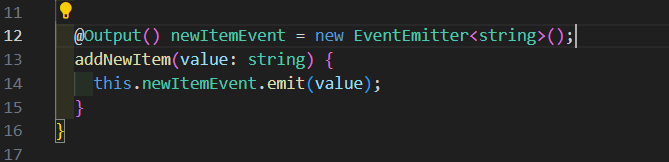 11
12 @Output() newItemEvent = new EventEmitter<string>();
13 addNewItem(value: string) {
14 this.newItemEvent.emit(value);
15 }
16 }
17